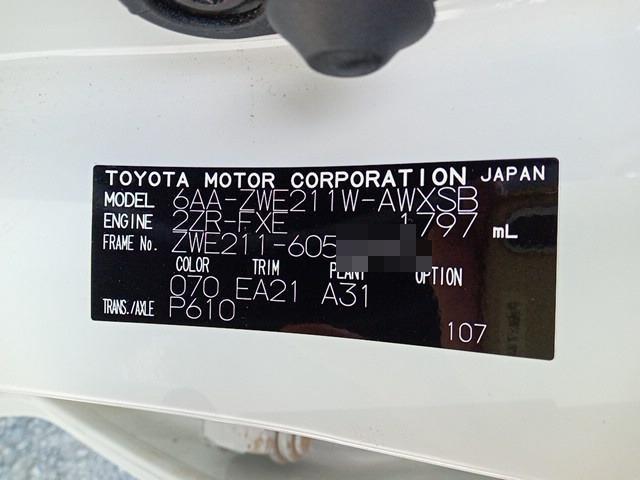 TOYOTA MOTOR CORPORATION JAPAN
MODEL 6AA-ZWE211W-AWXSB
ENGINE 2ZR-FXE 1797 mL
FRAME No. ZWE211-605
COLOR TRIM PLANT OPTION
070 EA21 A31
TRANS./AXLE P610
107